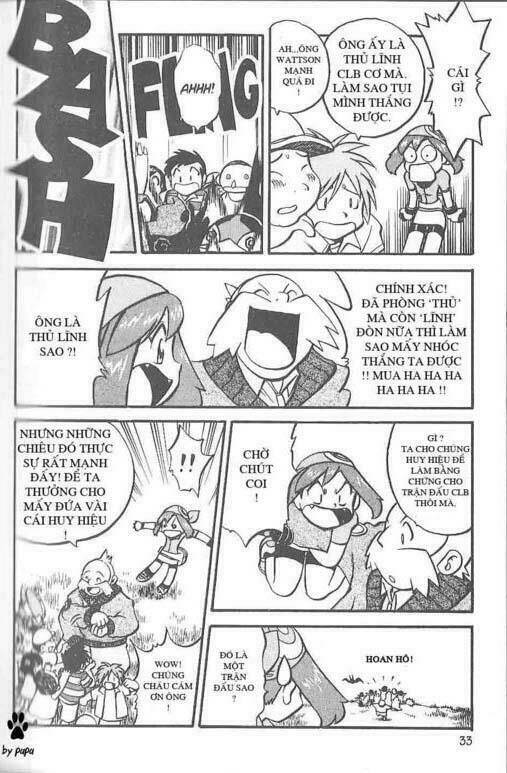 BASH
FLING
AHHH!
AH...ÔNG
WATTSON
MẠNH
QUÁ ĐI
!
ÔNG ẤY LÀ
THỦ LĨNH
CLB CƠ MÀ.
LÀM SAO TỤI
MÌNH THẮNG
ĐƯỢC.
CÁI
GÌ
!?
ÔNG LÀ
THỦ LĨNH
SAO ?!
CHÍNH XÁC!
ĐÃ PHÒNG ‘THỦ’
MÀ CÒN ‘LĨNH’
ĐÒN NỮA THÌ LÀM
SAO MẤY NHÓC
THẮNG TA ĐƯỢC
!! MUA HA HA HA
HA HA HA !!
NHƯNG NHỮNG
CHIÊU ĐÓ THỰC
SỰ RẤT MẠNH
ĐẤY! ĐỂ TA
THƯỞNG CHO
MẤY ĐỨA VÀI
CÁI HUY HIỆU
!
!!
WOW!
CHÚNG
CHÁU CÁM
ƠN ÔNG !
CHỜ
CHÚT
COI !
GÌ ?
TA CHO CHÚNG
HUY HIỆU ĐỂ
LÀM BẰNG
CHỨNG CHO
TRẬN ĐẤU CLB
THÔI MÀ.
ĐÓ LÀ
MỘT
TRẬN
ĐẤU SAO ?
HOAN HÔ!
33
by papa